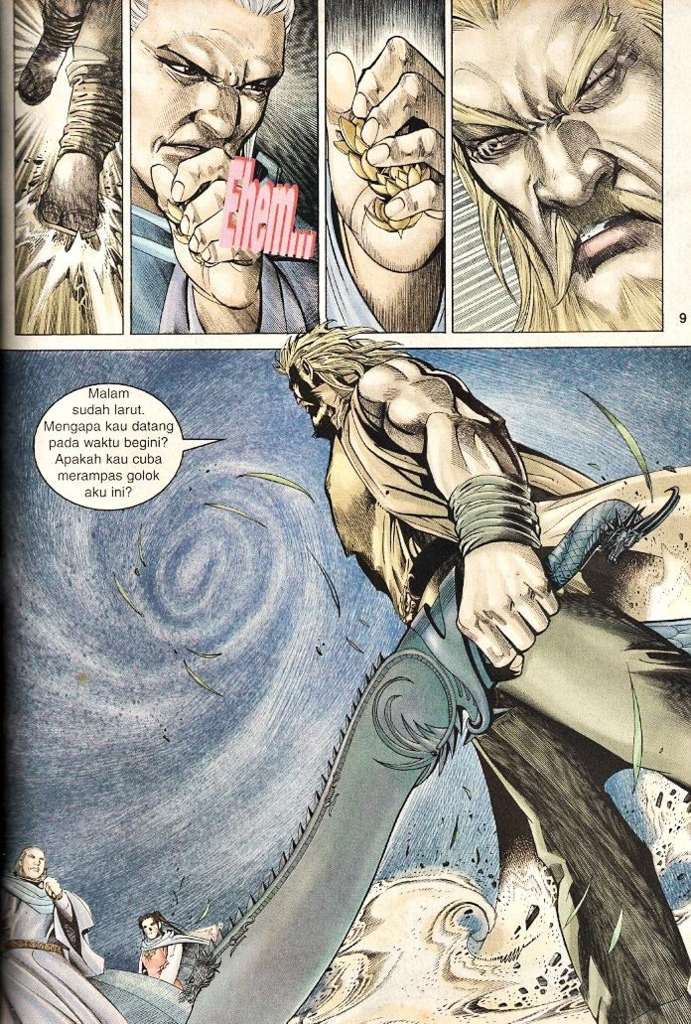 Ehem...
9
Malam
sudah larut.
Mengapa kau datang
pada waktu begini?
Apakah kau cuba
merampas golok
aku ini?